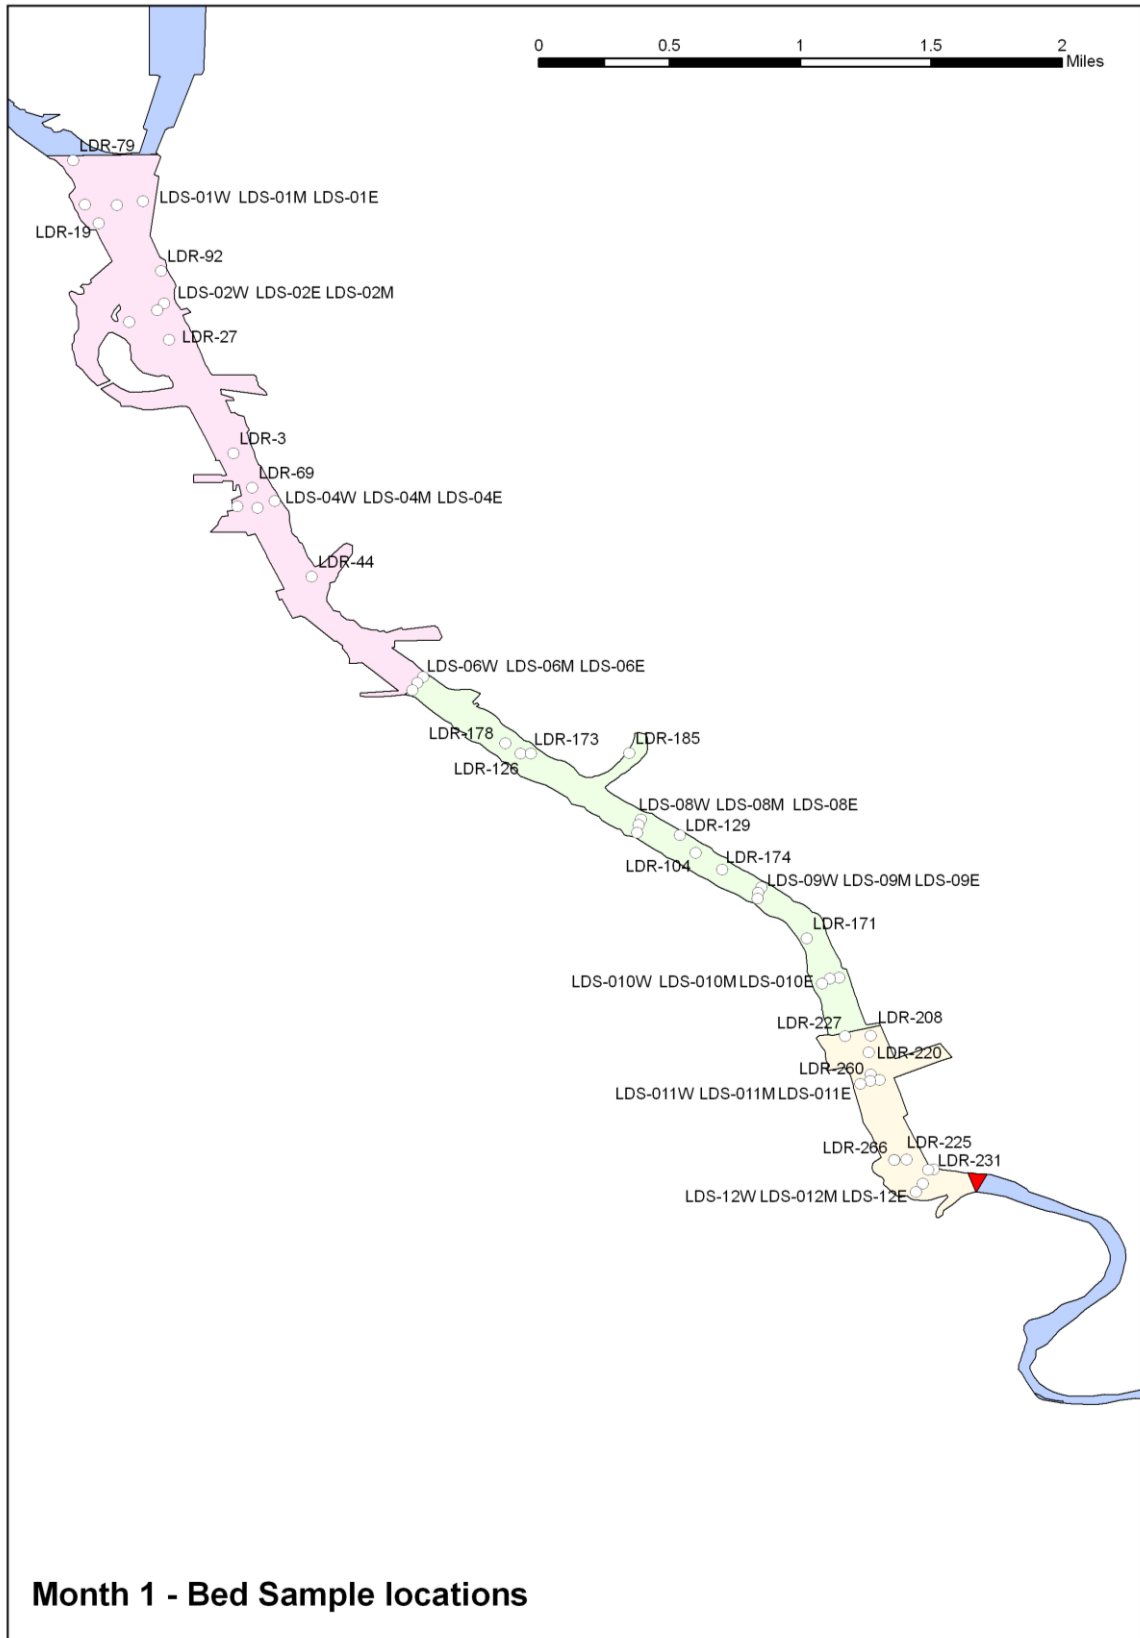 0 0.5 1 1.5 2
Miles
LDR-79
LDS-01W LDS-01M LDS-01E
LDR-19
LDR-92
LDS-02W LDS-02E LDS-02M
LDR-27
LDR-3
LDR-69
LDS-04W LDS-04M LDS-04E
LDR-44
LDS-06W LDS-06M LDS-06E
LDR-178 LDR-173 LDR-185
LDR-126
LDS-08W LDS-08M LDS-08E
LDR-129
LDR-104 LDR-174
LDS-09W LDS-09M LDS-09E
LDR-171
LDS-010W LDS-010M LDS-010E
LDR-227 LDR-208
LDR-220
LDR-260
LDS-011W LDS-011M LDS-011E
LDR-266 LDR-225
LDR-231
LDS-12W LDS-012M LDS-12E
Month 1 - Bed Sample locations